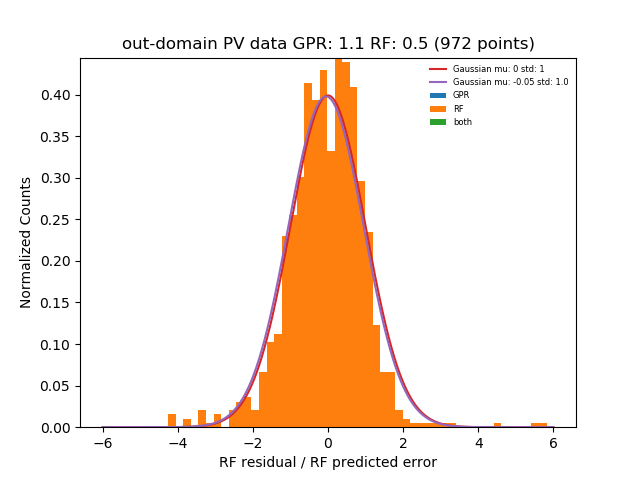 out-domain PV data GPR: 1.1 RF: 0.5 (972 points)
Gaussian mu: 0 std: 1
Gaussian mu: -0.05 std: 1.0
GPR
RF
both
0.40
0.35
0.30
0.25
0.20
0.15
0.10
0.05
0.00
Normalized Counts
−6 −4 −2 0 2 4 6
RF residual / RF predicted error